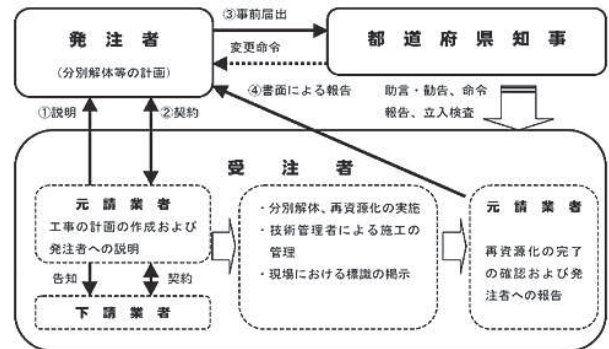 発注者
(分別解体等の計画)
③事前届出
変更命令
都道府県知事
①説明
②契約
④書面による報告
助言・勧告、命令
報告、立入検査
受注者
元請業者
工事の計画の作成および
発注者への説明
告知
契約
下請業者
・分別解体、再資源化の実施
・技術管理者による施工の
管理
・現場における標識の掲示
元請業者
再資源化の完了
の確認および発
注者への報告